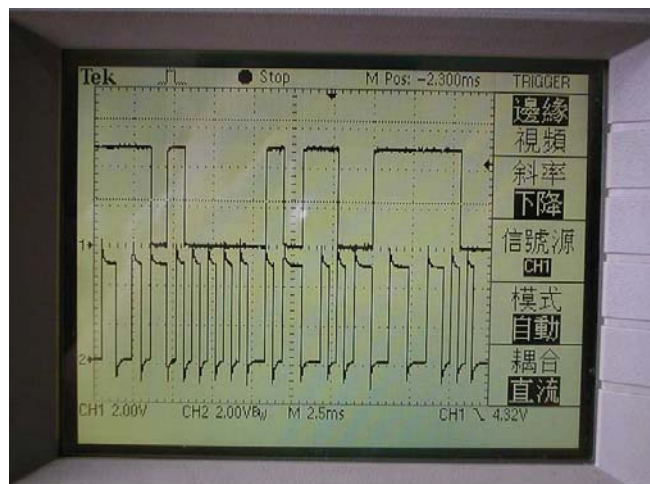 Tek Stop M Pos: -2.300ms TRIGGER
邊緣
視頻
斜率
下降
1
信號源
CH1
模式
自動
2
耦合
直流
CH1 2.00V CH2 2.00VBW M 2.5ms CH1 4.32V